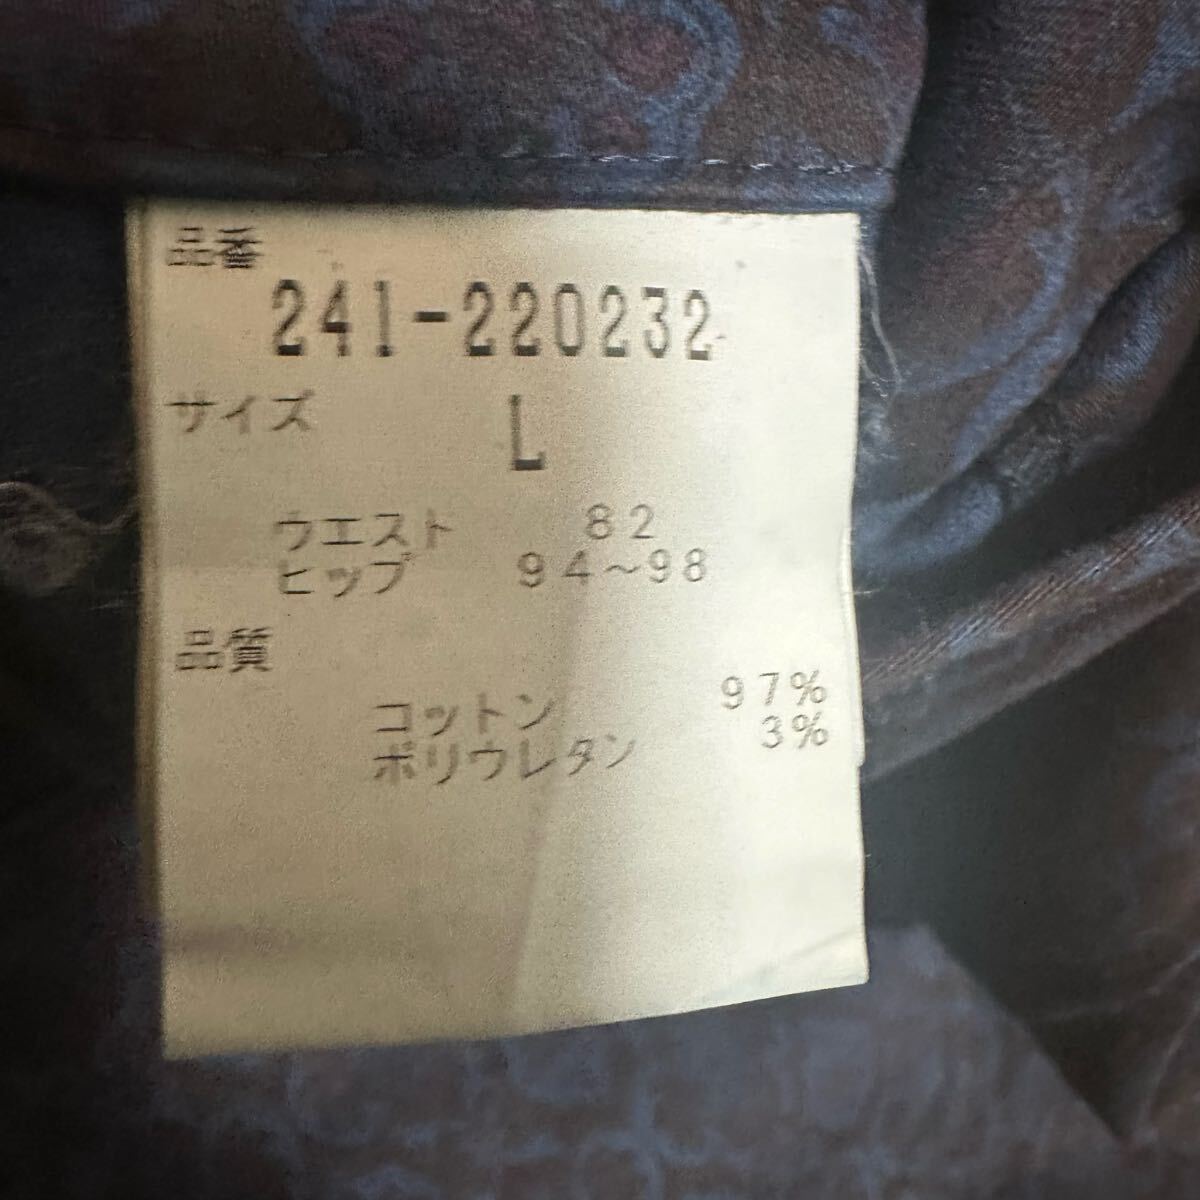 品番
241-220232
サイズ L
ウエスト 82
ヒップ 94～98
品質
コットン 97%
ポリウレタン 3%